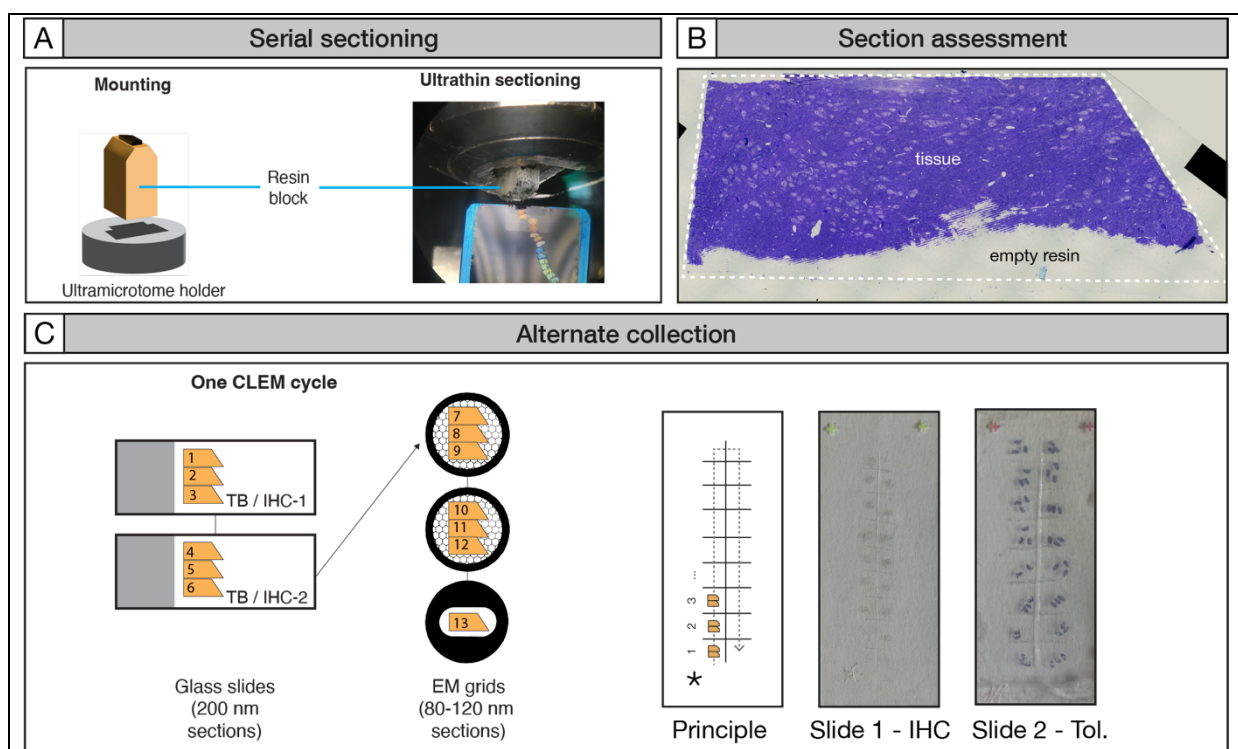 A
Serial sectioning
Mounting
Ultrathin sectioning
Resin
block
Ultramicrotome holder
B
Section assessment
tissue
empty resin
C
Alternate collection
One CLEM cycle
1
2
3
TB / IHC-1
4
5
6
TB / IHC-2
Glass slides
(200 nm
sections)
7
8
9
10
11
12
13
EM grids
(80-120 nm
sections)
...
3
2
1
*
Principle
Slide 1 - IHC
Slide 2 - Tol.